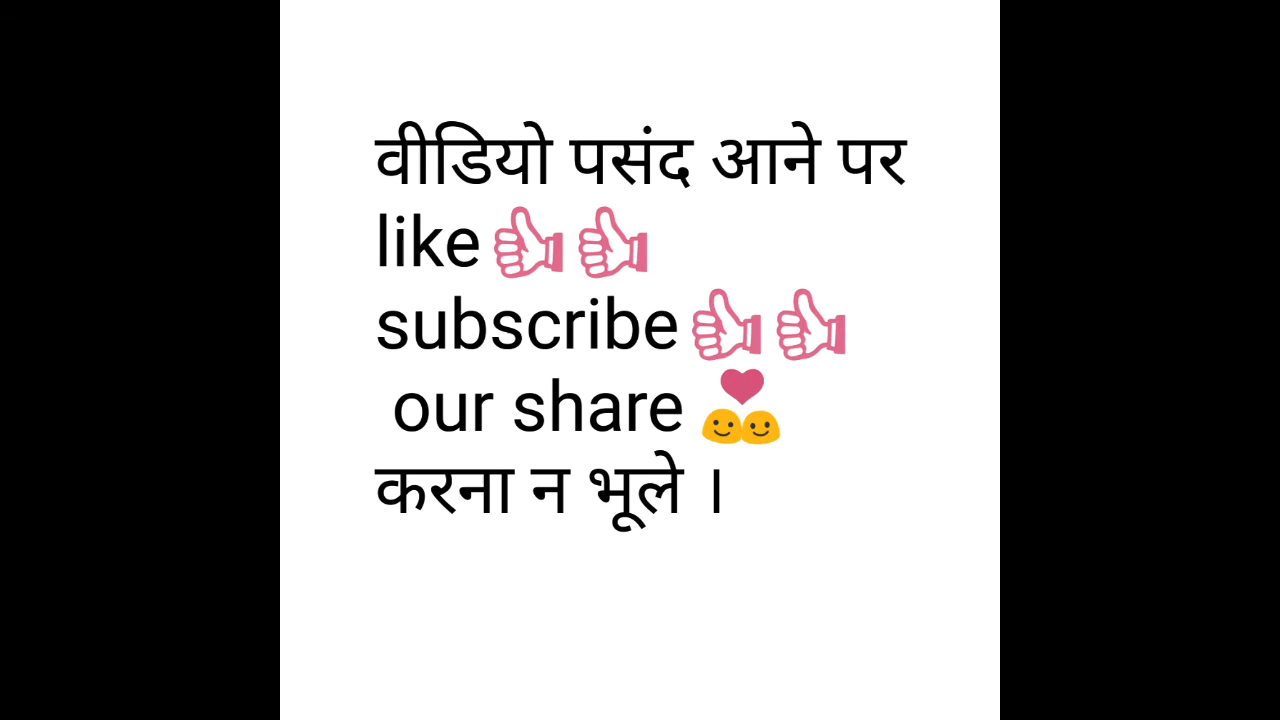 वीडियो पसंद आने पर
like👍👍
subscribe👍👍
our share 💑
करना न भूले ।